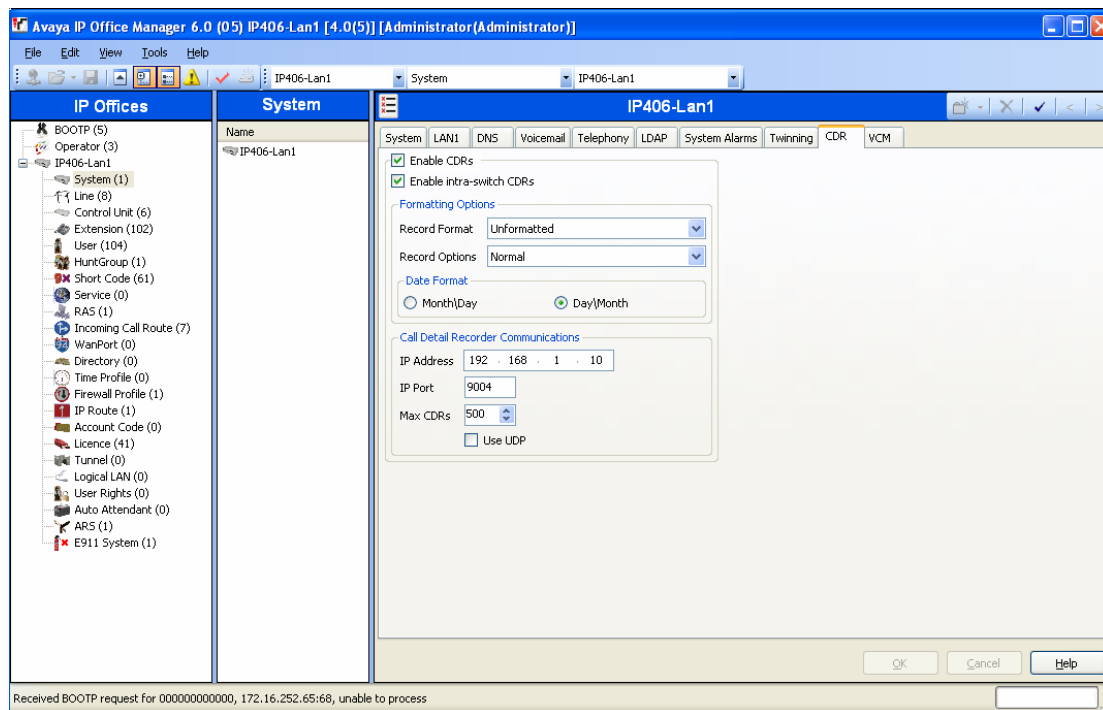 Avaya IP Office Manager 6.0 (05) IP406-Lan1 [4.0(5)] [Administrator(Administrator)]
File Edit View Tools Help
IP406-Lan1 System IP406-Lan1
IP Offices
BOOTP (5)
Operator (3)
IP406-Lan1
System (1)
Line (8)
Control Unit (6)
Extension (102)
User (104)
HuntGroup (1)
Short Code (61)
Service (0)
RAS (1)
Incoming Call Route (7)
WanPort (0)
Directory (0)
Time Profile (0)
Firewall Profile (1)
IP Route (1)
Account Code (0)
Licence (41)
Tunnel (0)
Logical LAN (0)
User Rights (0)
Auto Attendant (0)
ARS (1)
E911 System (1)
System
Name
IP406-Lan1
IP406-Lan1
System LAN1 DNS Voicemail Telephony LDAP System Alarms Twinning CDR VCM
Enable CDRs
Enable intra-switch CDRs
Formatting Options
Record Format Unformatted
Record Options Normal
Date Format
Month\Day Day\Month
Call Detail Recorder Communications
IP Address 192 . 168 . 1 . 10
IP Port 9004
Max CDRs 500
Use UDP
OK Cancel Help
Received BOOTP request for 000000000000, 172.16.252.65:68, unable to process